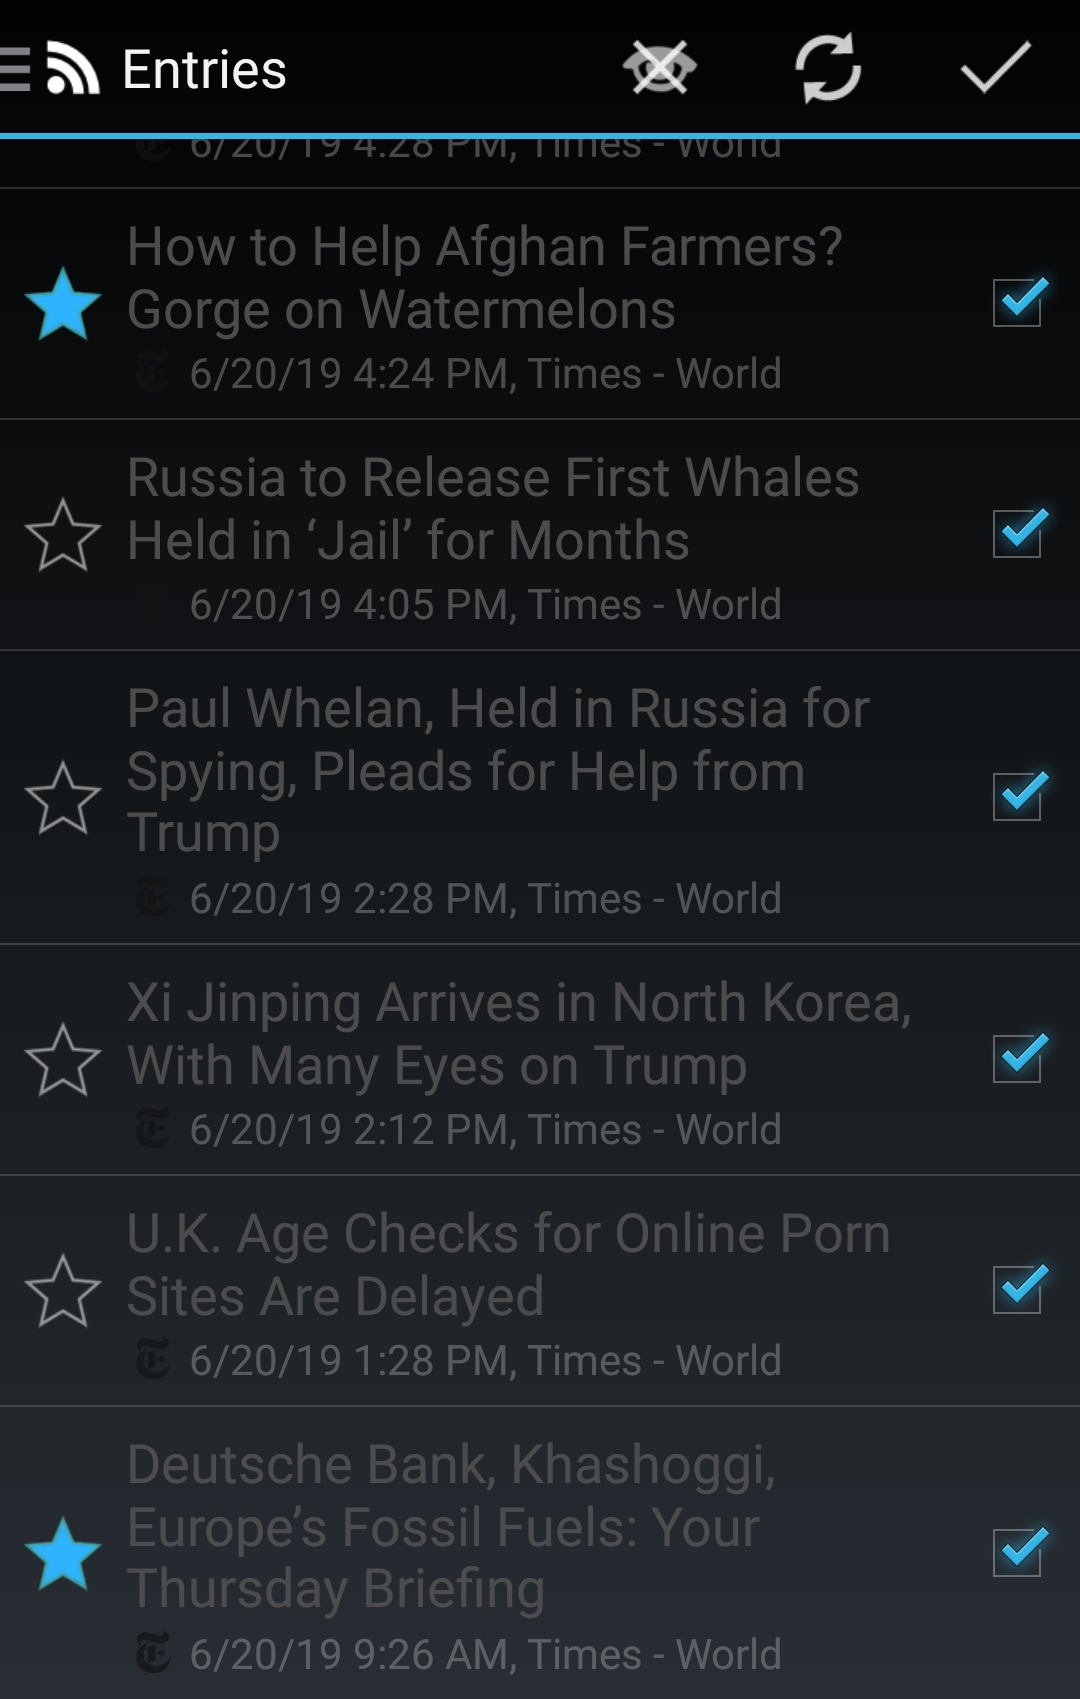 Entries
6/20/19 4:28 PM, Times - World
How to Help Afghan Farmers?
Gorge on Watermelons
6/20/19 4:24 PM, Times - World
Russia to Release First Whales
Held in ‘Jail’ for Months
6/20/19 4:05 PM, Times - World
Paul Whelan, Held in Russia for
Spying, Pleads for Help from
Trump
6/20/19 2:28 PM, Times - World
Xi Jinping Arrives in North Korea,
With Many Eyes on Trump
6/20/19 2:12 PM, Times - World
U.K. Age Checks for Online Porn
Sites Are Delayed
6/20/19 1:28 PM, Times - World
Deutsche Bank, Khashoggi,
Europe’s Fossil Fuels: Your
Thursday Briefing
6/20/19 9:26 AM, Times - World